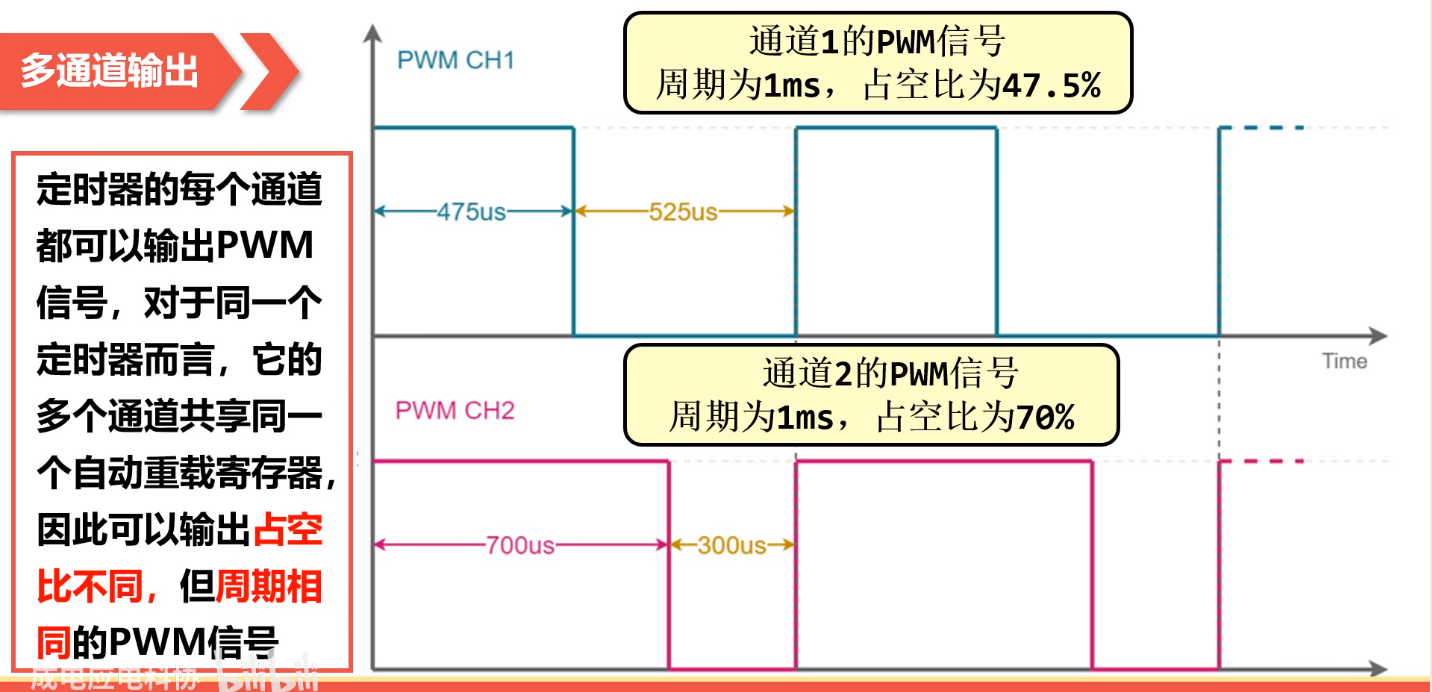 多通道输出
定时器的每个通道
都可以输出PWM
信号，对于同一个
定时器而言，它的
多个通道共享同一
个自动重载寄存器，
因此可以输出占空
比不同，但周期相
同的PWM信号
成电应电科协 bilibili
PWM CH1
通道1的PWM信号
周期为1ms，占空比为47.5%
475us
525us
Time
PWM CH2
通道2的PWM信号
周期为1ms，占空比为70%
700us
300us